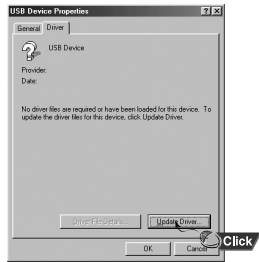 USB Device Properties
General
Driver
USB Device
Provider:
Date:
No driver files are required or have been loaded for this device. To
update the driver files for this device, click Update Driver.
Driver File Details...
Update Driver...
OK
Cancel
Click